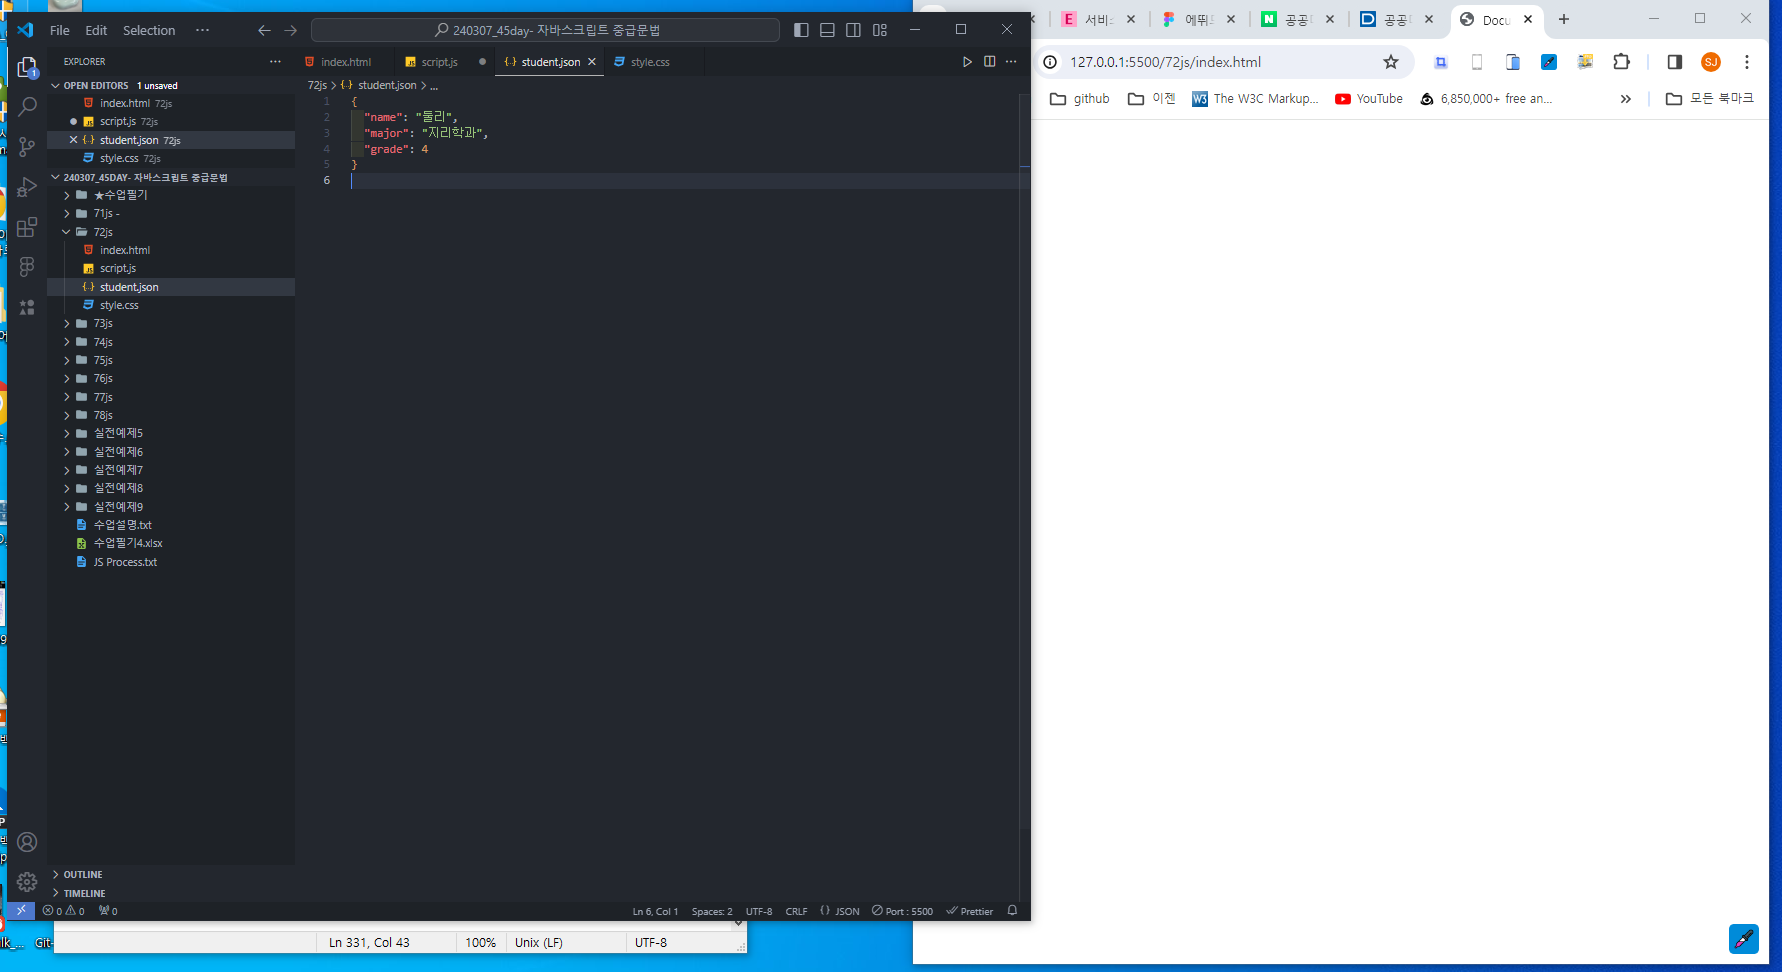 File Edit Selection ··· 240307_45day- 자바스크립트 중급문법
EXPLORER ···
OPEN EDITORS 1 unsaved
index.html 72js
script.js 72js
student.json 72js
style.css 72js
240307_45DAY- 자바스크립트 중급문법
★수업필기
71js -
72js
index.html
script.js
student.json
style.css
73js
74js
75js
76js
77js
78js
실전예제5
실전예제6
실전예제7
실전예제8
실전예제9
수업설명.txt
수업필기4.xlsx
JS Process.txt
OUTLINE
TIMELINE
index.html script.js student.json style.css
72js > student.json > ...
1 {
2 "name": "둘리",
3 "major": "지리학과",
4 "grade": 4
5 }
6
0 0 0 Ln 6, Col 1 Spaces: 2 UTF-8 CRLF {} JSON Port : 5500 Prettier
Git- Ln 331, Col 43 100% Unix (LF) UTF-8
서비 에뛰 공공 공공 Docu
127.0.0.1:5500/72js/index.html SJ
github 이젠 The W3C Markup... YouTube 6,850,000+ free an... » 모든 북마크